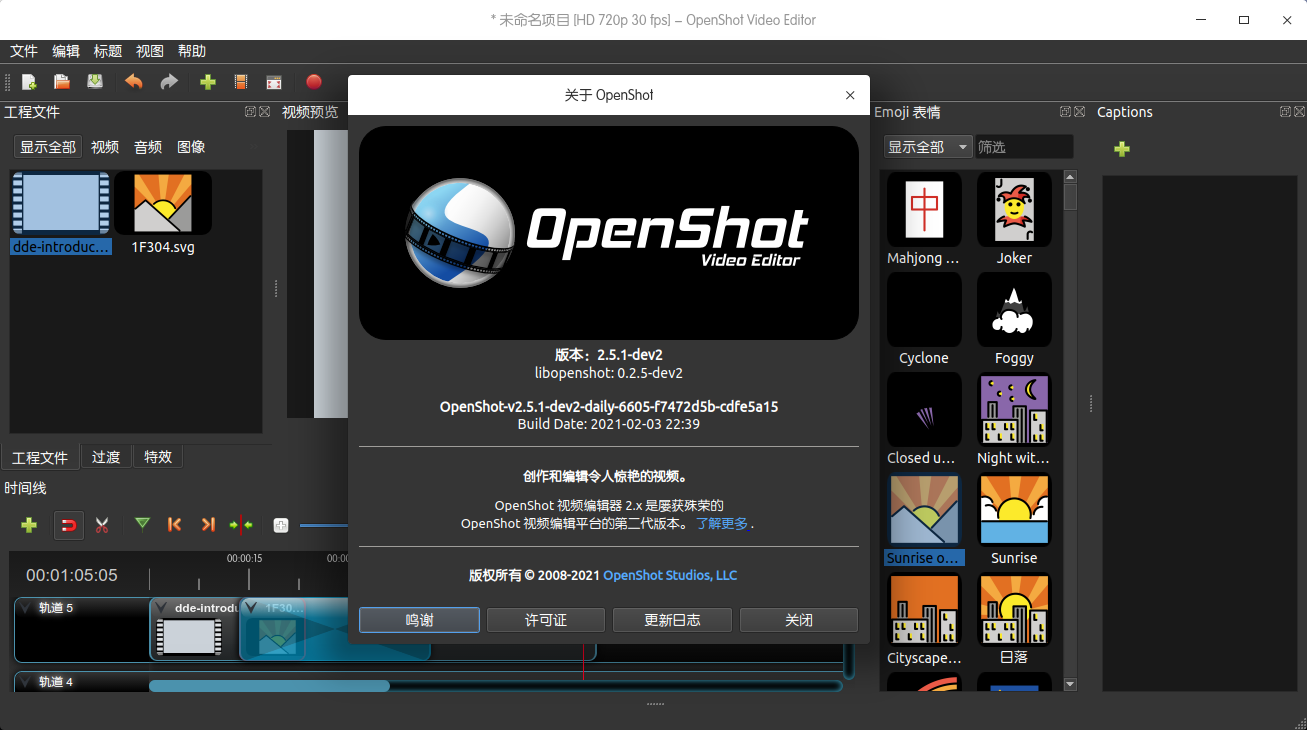 * 未命名项目 [HD 720p 30 fps] – OpenShot Video Editor
文件 编辑 标题 视图 帮助
工程文件
视频预览
显示全部 视频 音频 图像
dde-introduc...
1F304.svg
关于 OpenShot
OpenShot
Video Editor
版本：2.5.1-dev2
libopenshot: 0.2.5-dev2
OpenShot-v2.5.1-dev2-daily-6605-f7472d5b-cdfe5a15
Build Date: 2021-02-03 22:39
创作和编辑令人惊艳的视频。
OpenShot 视频编辑器 2.x 是屡获殊荣的
OpenShot 视频编辑平台的第二代版本。 了解更多 .
版权所有 © 2008-2021 OpenShot Studios, LLC
鸣谢 许可证 更新日志 关闭
Emoji 表情
显示全部 筛选
中
J
J
Mahjong ... Joker
Cyclone Foggy
Closed u... Night wit...
Sunrise o... Sunrise
Cityscape... 日落
Captions
工程文件 过渡 特效
时间线
00:00:15
00:01:05:05
轨道 5
dde-introdu
1F30...
轨道 4